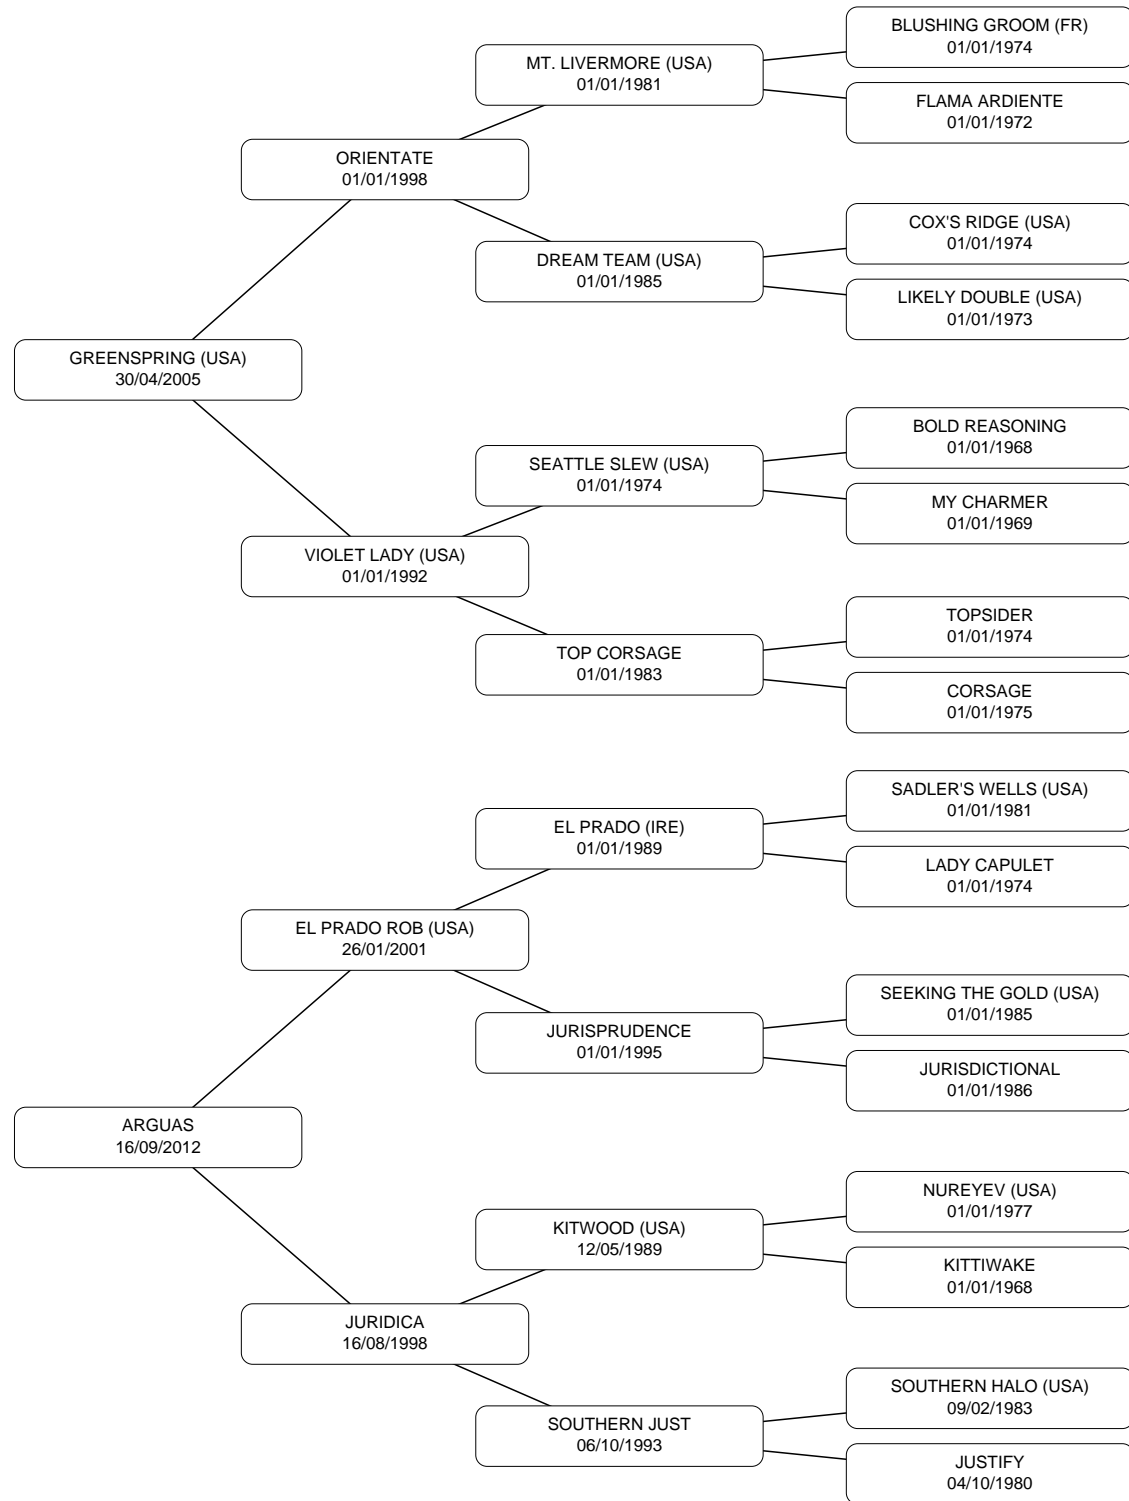 BLUSHING GROOM (FR)
01/01/1974
MT. LIVERMORE (USA)
01/01/1981
FLAMA ARDIENTE
01/01/1972
ORIENTATE
01/01/1998
COX'S RIDGE (USA)
01/01/1974
DREAM TEAM (USA)
01/01/1985
LIKELY DOUBLE (USA)
01/01/1973
GREENSPRING (USA)
30/04/2005
BOLD REASONING
01/01/1968
SEATTLE SLEW (USA)
01/01/1974
MY CHARMER
01/01/1969
VIOLET LADY (USA)
01/01/1992
TOPSIDER
01/01/1974
TOP CORSAGE
01/01/1983
CORSAGE
01/01/1975
SADLER'S WELLS (USA)
01/01/1981
EL PRADO (IRE)
01/01/1989
LADY CAPULET
01/01/1974
EL PRADO ROB (USA)
26/01/2001
SEEKING THE GOLD (USA)
01/01/1985
JURISPRUDENCE
01/01/1995
JURISDICTIONAL
01/01/1986
ARGUAS
16/09/2012
NUREYEV (USA)
01/01/1977
KITWOOD (USA)
12/05/1989
KITTIWAKE
01/01/1968
JURIDICA
16/08/1998
SOUTHERN HALO (USA)
09/02/1983
SOUTHERN JUST
06/10/1993
JUSTIFY
04/10/1980